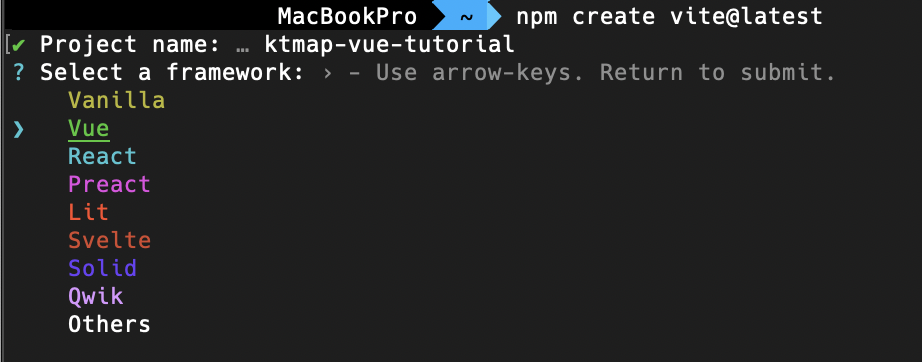 MacBookPro ~ npm create vite@latest
✔ Project name: … ktmap-vue-tutorial
? Select a framework: › - Use arrow-keys. Return to submit.
Vanilla
❯ Vue
React
Preact
Lit
Svelte
Solid
Qwik
Others